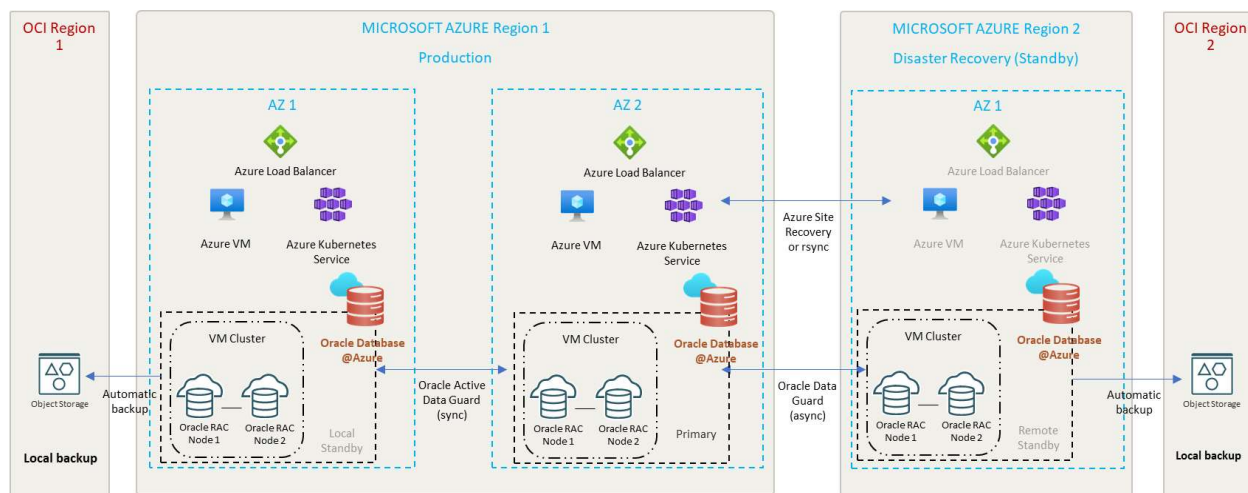 OCI Region
1
MICROSOFT AZURE Region 1
Production
MICROSOFT AZURE Region 2
Disaster Recovery (Standby)
OCI Region
2
AZ 1
Azure Load Balancer
Azure VM
Azure Kubernetes
Service
Oracle Database
@Azure
VM Cluster
Oracle RAC
Node 1
Oracle RAC
Node 2
Local
Standby
AZ 2
Azure Load Balancer
Azure VM
Azure Kubernetes
Service
Oracle Database
@Azure
VM Cluster
Oracle RAC
Node 1
Oracle RAC
Node 2
Primary
AZ 1
Azure Load Balancer
Azure VM
Azure Kubernetes
Service
Oracle Database
@Azure
VM Cluster
Oracle RAC
Node 1
Oracle RAC
Node 2
Remote
Standby
Azure Site
Recovery
or rsync
Oracle Active
Data Guard
(sync)
Oracle Data
Guard
(async)
Automatic
backup
Object Storage
Local backup
Automatic
backup
Object Storage
Local backup